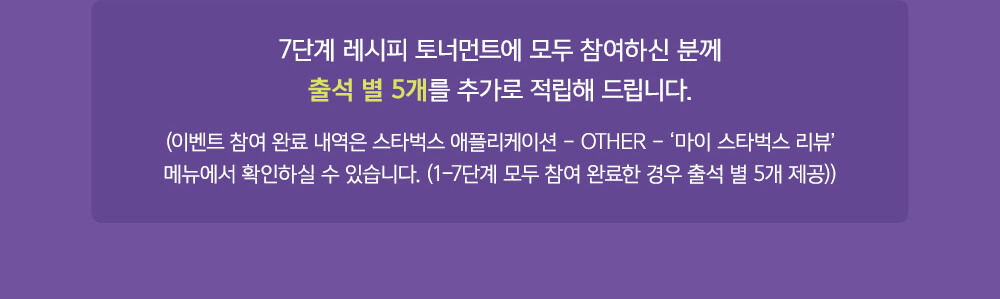 7단계 레시피 토너먼트에 모두 참여하신 분께
출석 별 5개를 추가로 적립해 드립니다.
(이벤트 참여 완료 내역은 스타벅스 애플리케이션 - OTHER - ‘마이 스타벅스 리뷰’
메뉴에서 확인하실 수 있습니다. (1-7단계 모두 참여 완료한 경우 출석 별 5개 제공))